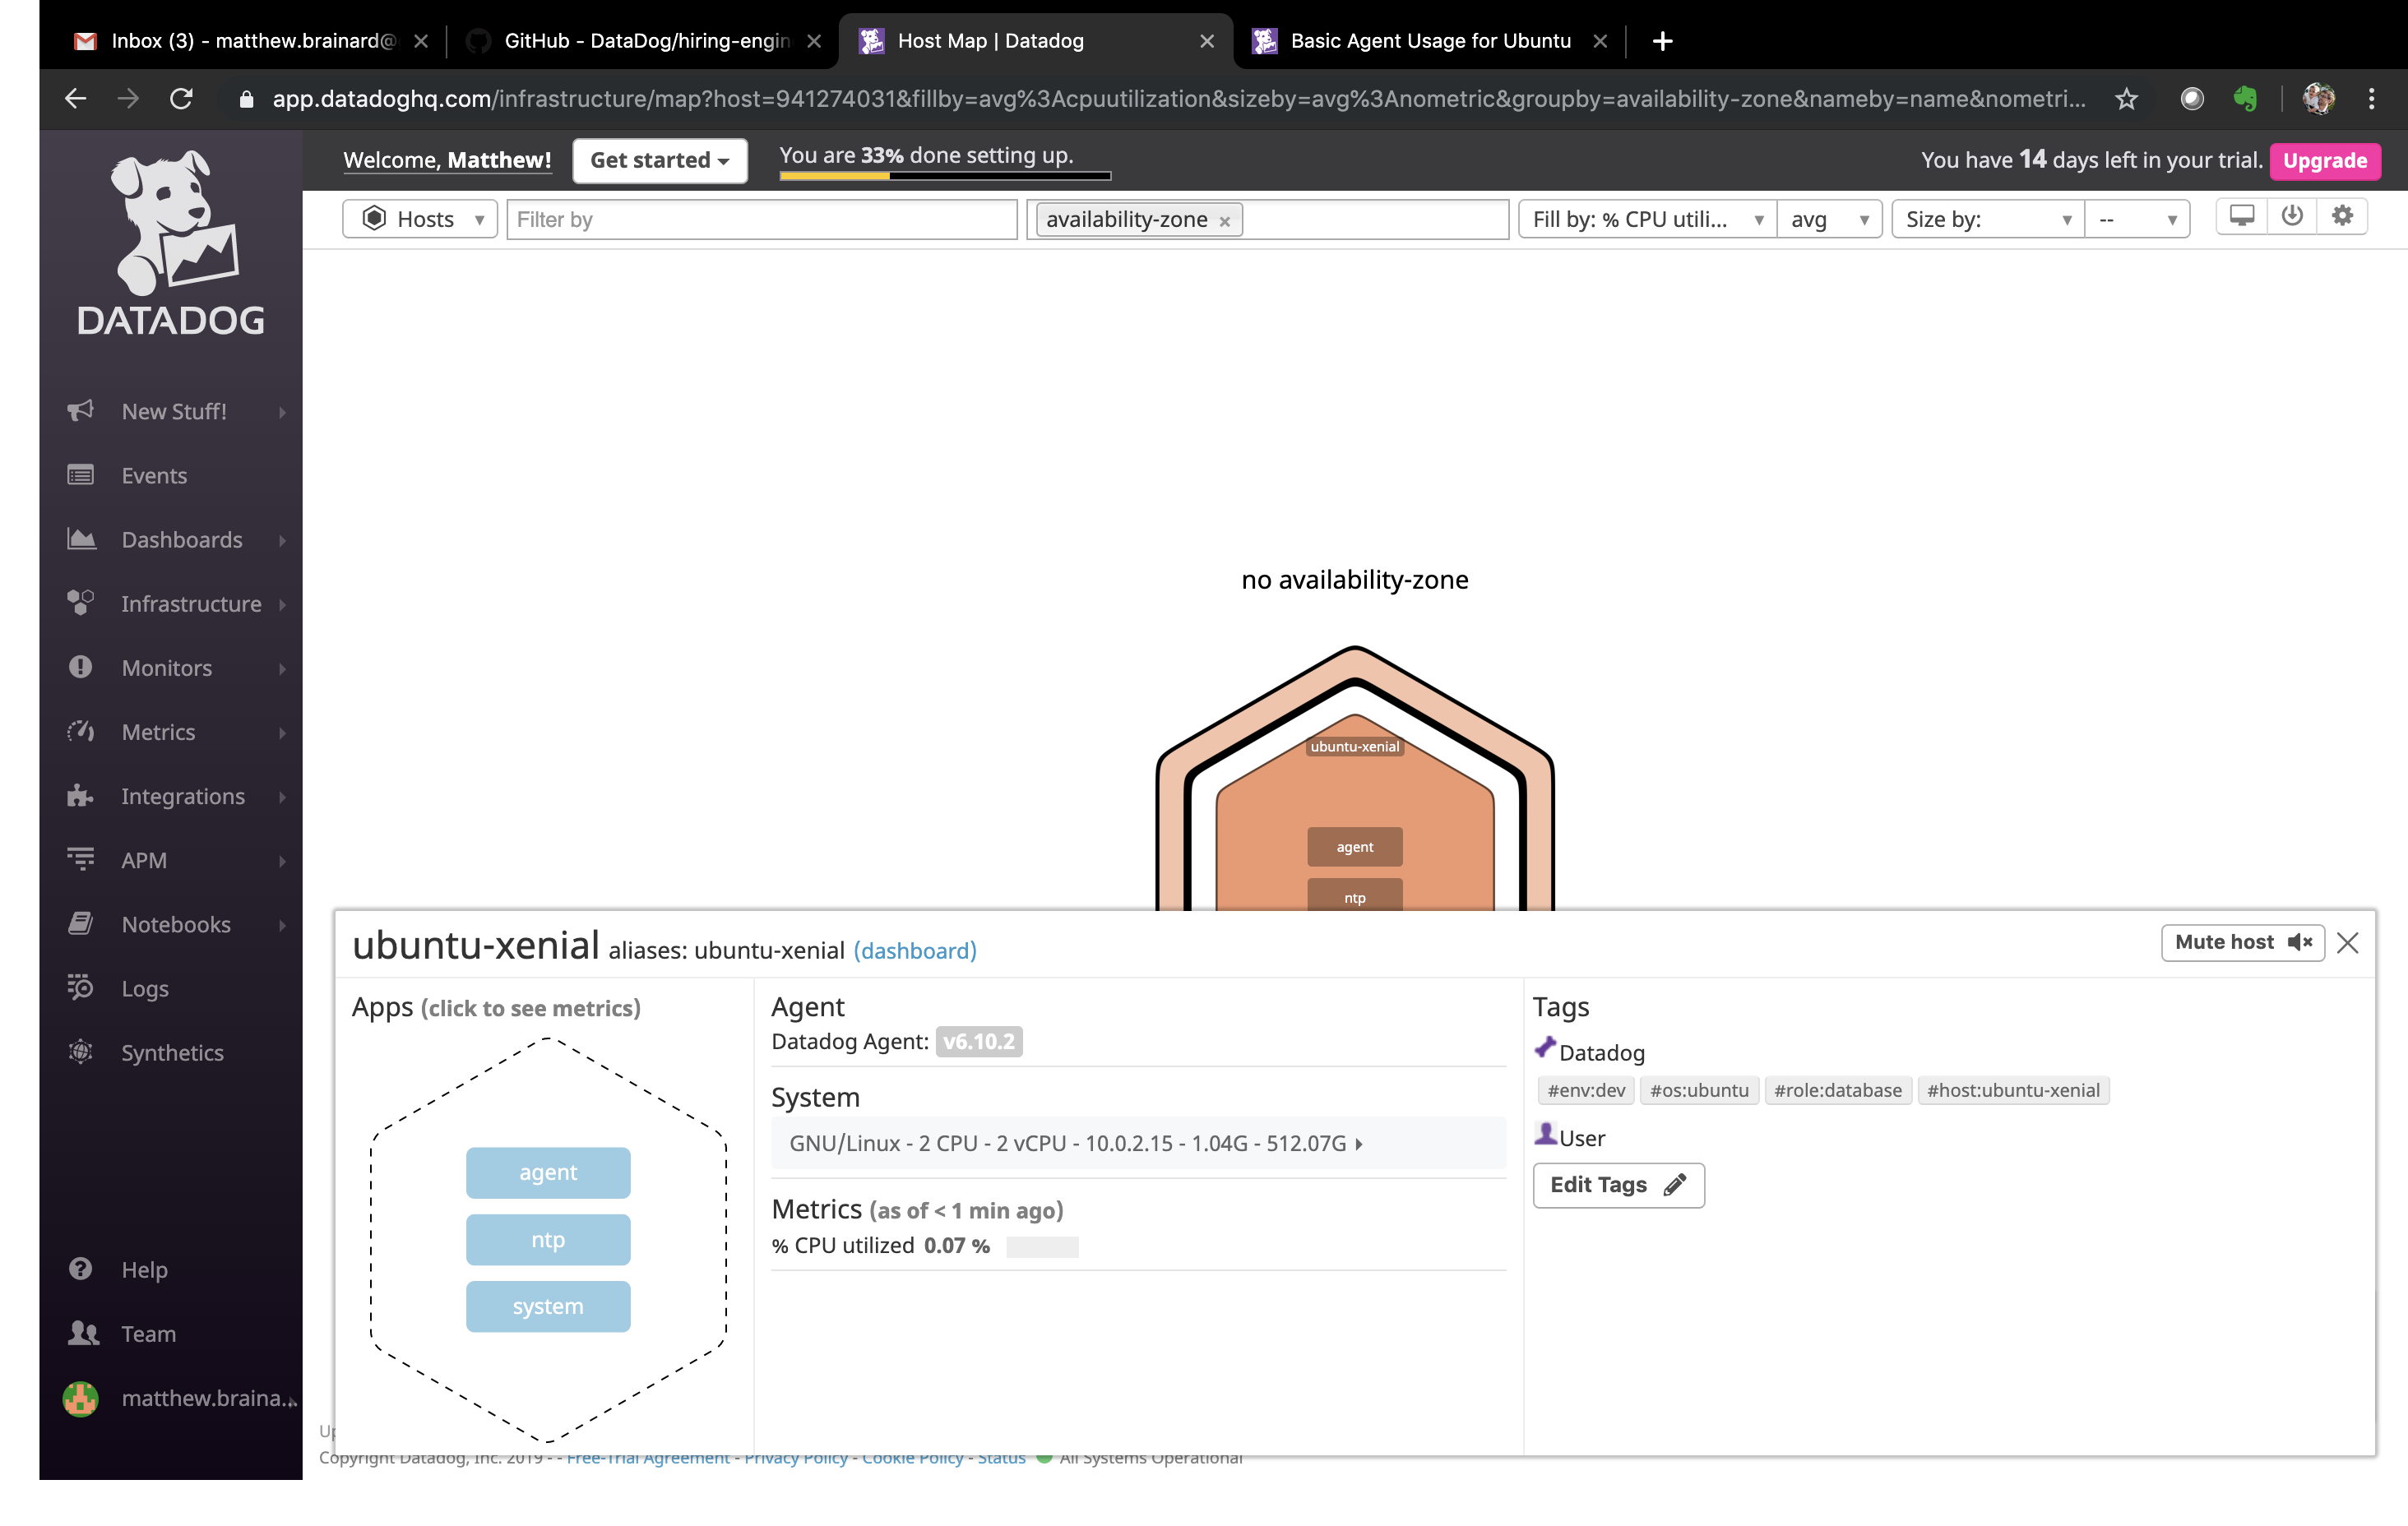 Inbox (3) - matthew.brainard@
GitHub - DataDog/hiring-engin
Host Map | Datadog
Basic Agent Usage for Ubuntu
app.datadoghq.com/infrastructure/map?host=941274031&fillby=avg%3Acpuutilization&sizeby=avg%3Anometric&groupby=availability-zone&nameby=name&nometri...
DATADOG
New Stuff!
Events
Dashboards
Infrastructure
Monitors
Metrics
Integrations
APM
Notebooks
Logs
Synthetics
Help
Team
matthew.braina...
Welcome, Matthew!
Get started
You are 33% done setting up.
You have 14 days left in your trial.
Upgrade
Hosts
Filter by
availability-zone ×
Fill by: % CPU utili...
avg
Size by:
--
no availability-zone
ubuntu-xenial
agent
ntp
ubuntu-xenial aliases: ubuntu-xenial (dashboard)
Mute host
Apps (click to see metrics)
agent
ntp
system
Agent
Datadog Agent: v6.10.2
System
GNU/Linux - 2 CPU - 2 vCPU - 10.0.2.15 - 1.04G - 512.07G
Metrics (as of < 1 min ago)
% CPU utilized 0.07 %
Tags
Datadog
#env:dev #os:ubuntu #role:database #host:ubuntu-xenial
User
Edit Tags
Copyright Datadog, Inc. 2019 - - Free-Trial Agreement - Privacy Policy - Cookie Policy - Status All Systems Operational